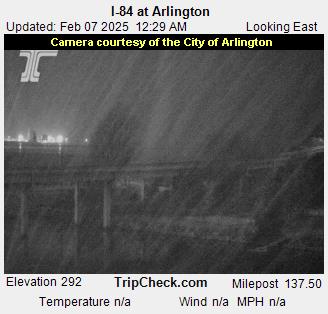 I-84 at Arlington
Updated: Feb 07 2025 12:29 AM Looking East
Camera courtesy of the City of Arlington
Elevation 292 TripCheck.com Milepost 137.50
Temperature n/a Wind n/a MPH n/a